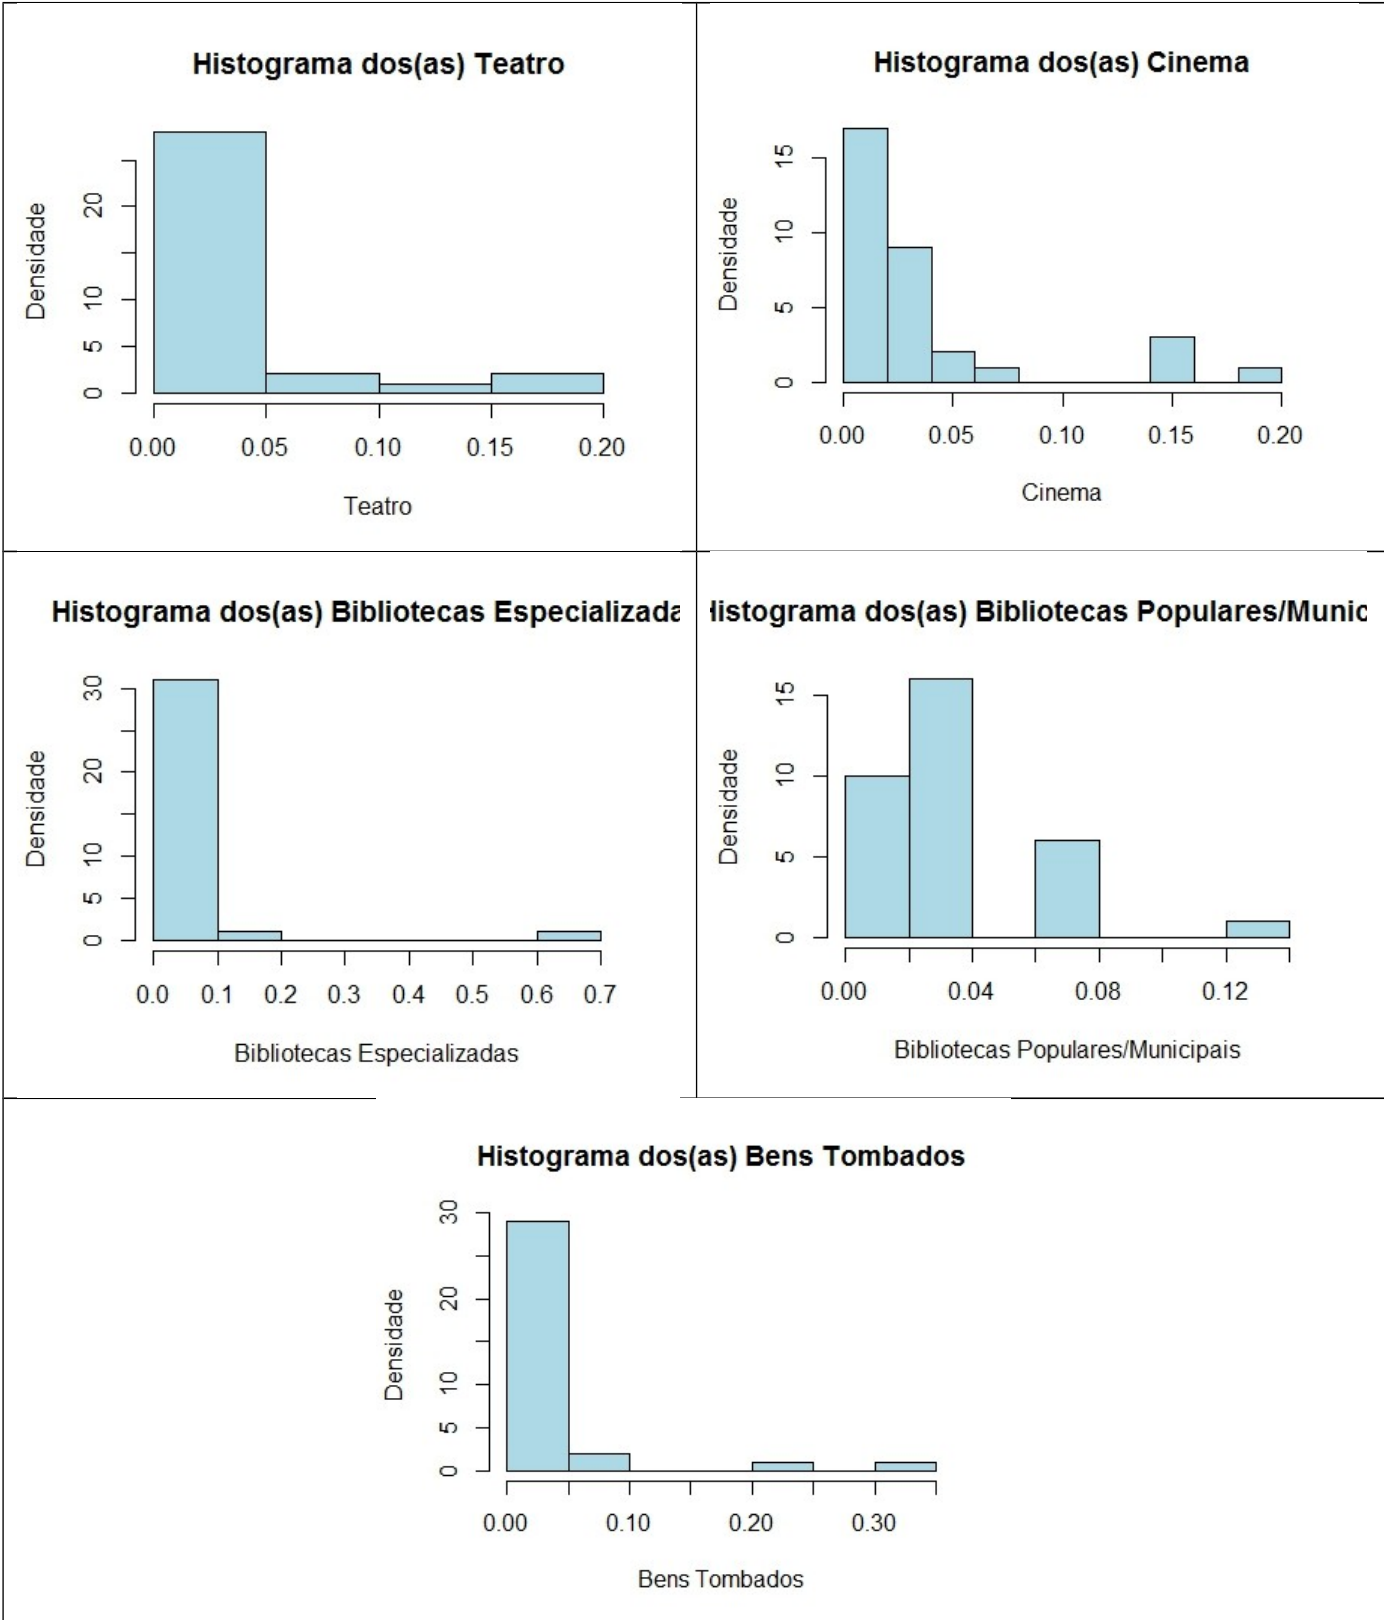 Histograma dos(as) Teatro
Densidade
0 5 10 20
0.00 0.05 0.10 0.15 0.20
Teatro
Histograma dos(as) Cinema
Densidade
0 5 10 15
0.00 0.05 0.10 0.15 0.20
Cinema
Histograma dos(as) Bibliotecas Especializada
Densidade
0 5 10 20 30
0.0 0.1 0.2 0.3 0.4 0.5 0.6 0.7
Bibliotecas Especializadas
Histograma dos(as) Bibliotecas Populares/Munic
Densidade
0 5 10 15
0.00 0.04 0.08 0.12
Bibliotecas Populares/Municipais
Histograma dos(as) Bens Tombados
Densidade
0 5 10 20 30
0.00 0.10 0.20 0.30
Bens Tombados